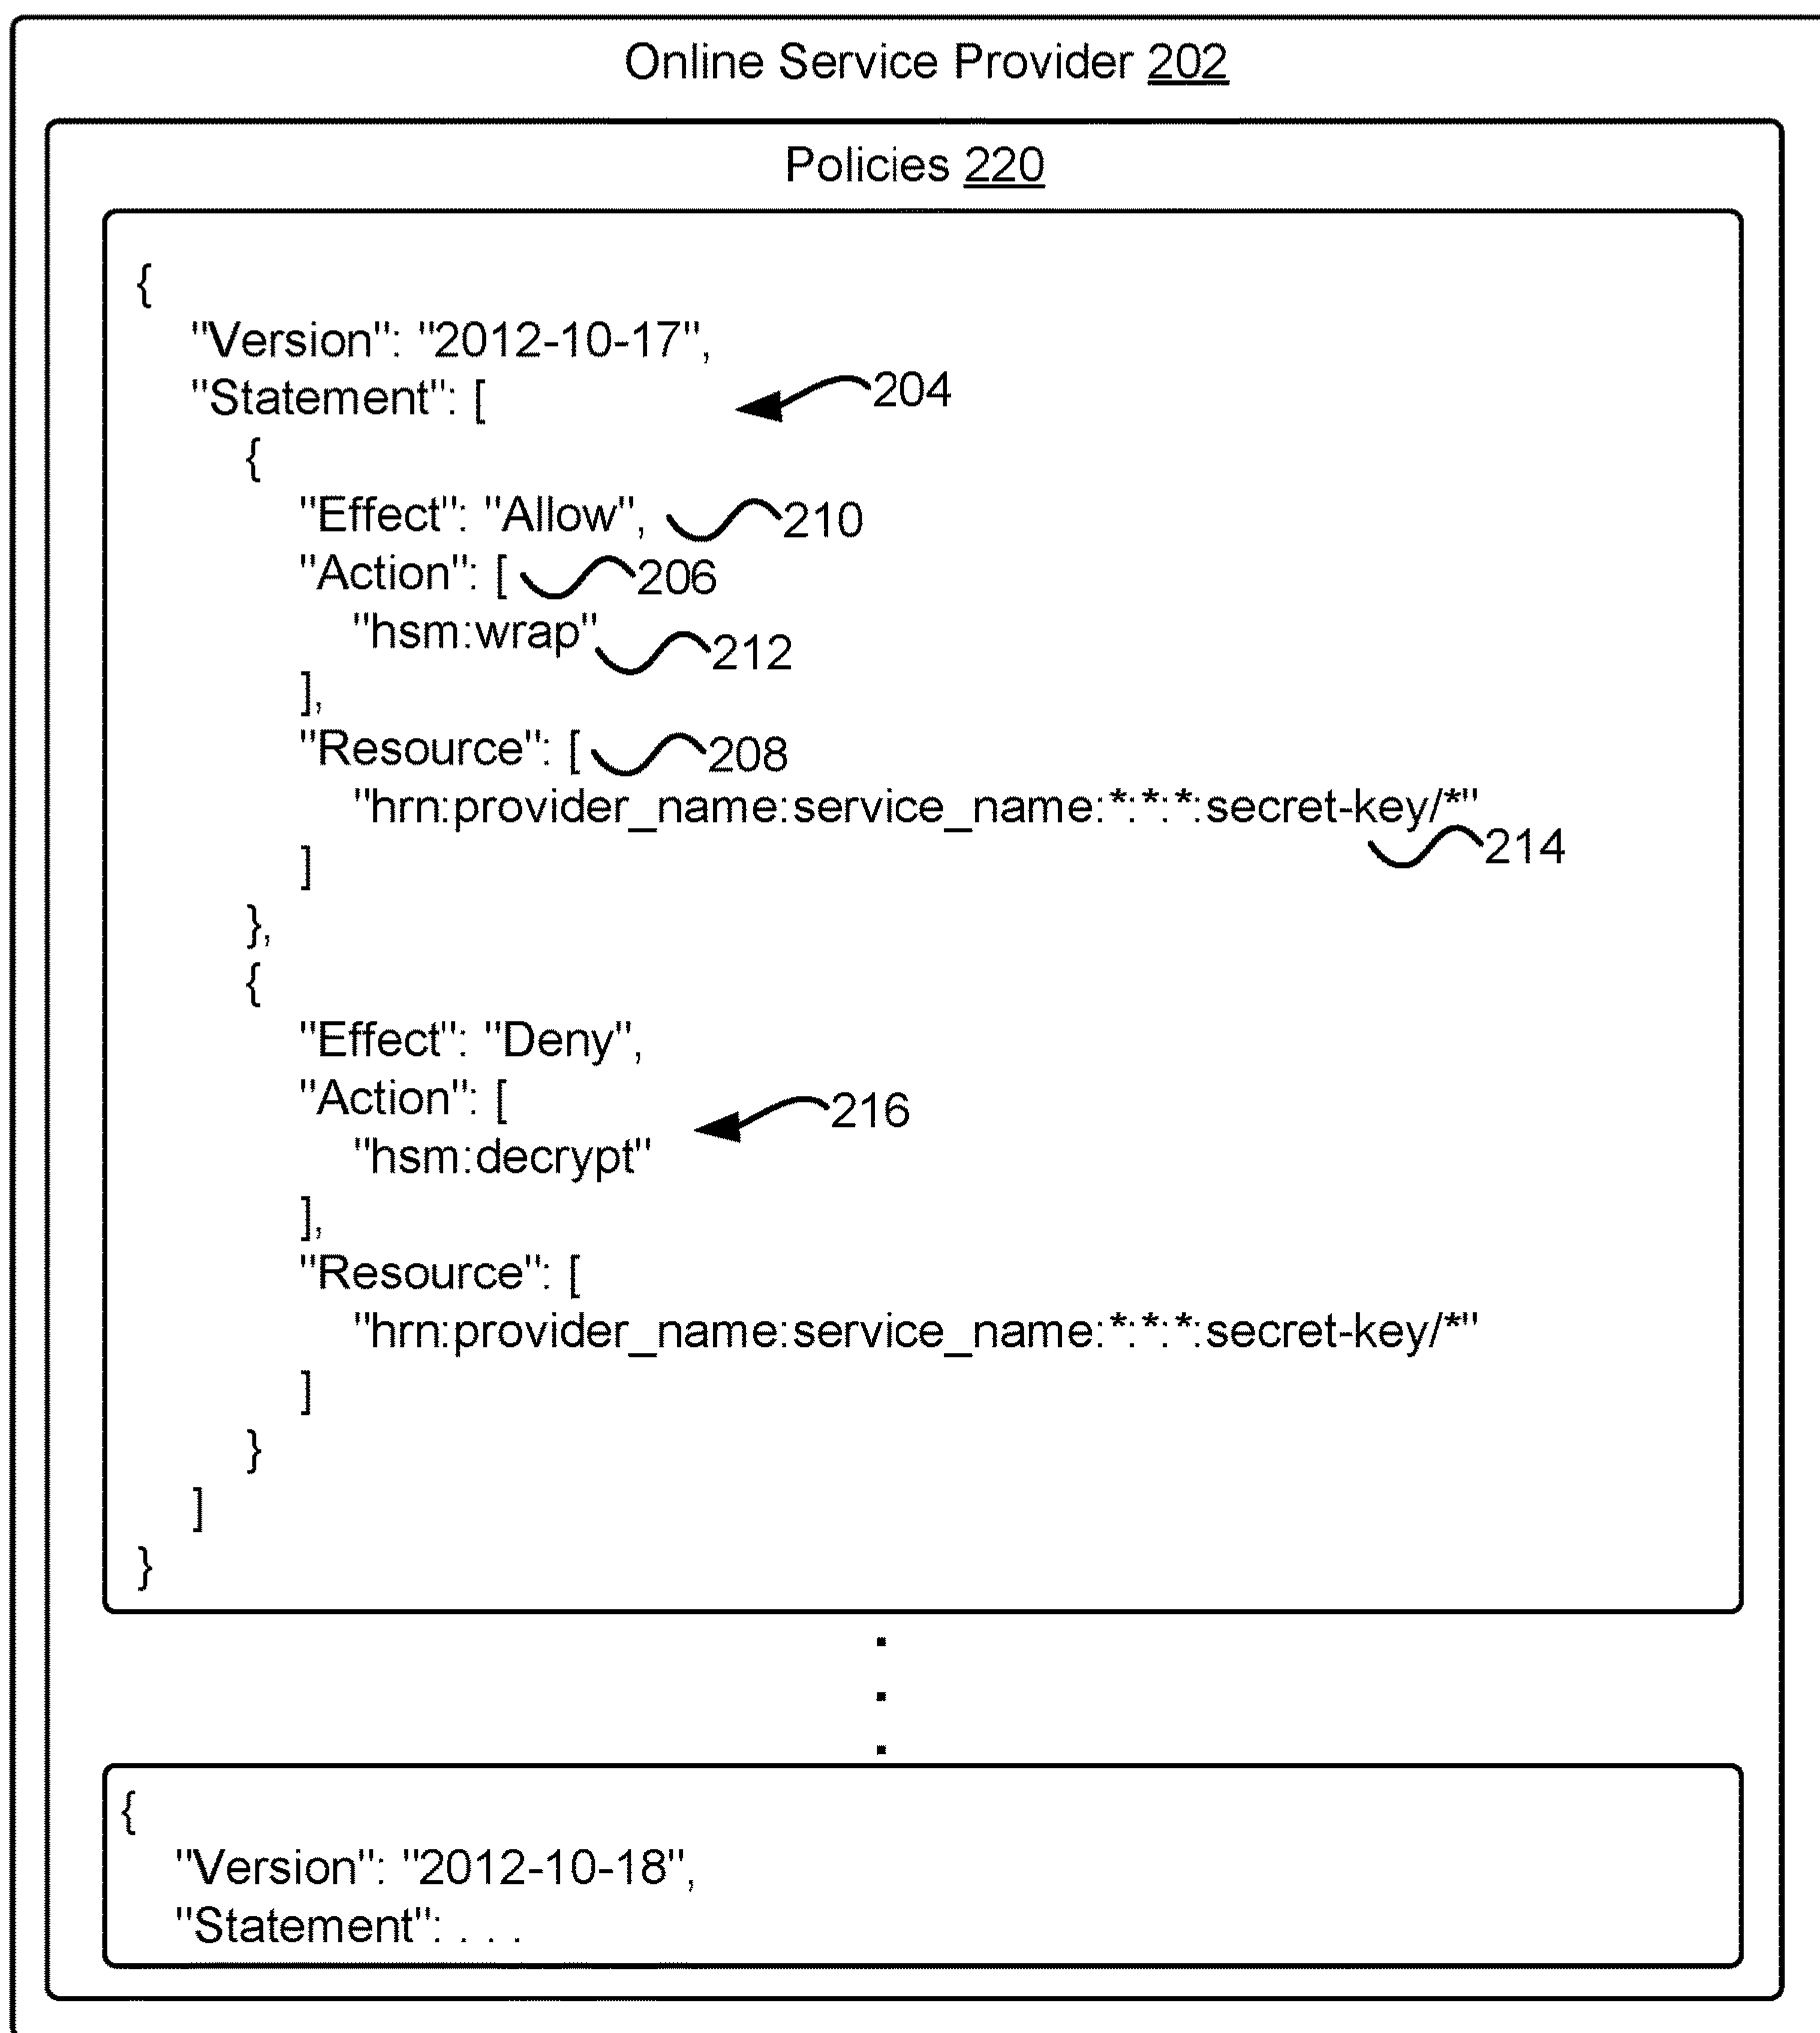 Online Service Provider 202
Policies 220
{
"Version": "2012-10-17",
"Statement": [
204
{
"Effect": "Allow", 210
"Action": [ 206
"hsm:wrap" 212
],
"Resource": [ 208
"hrn:provider_name:service_name:*:*:*:secret-key/*"
214
]
},
{
"Effect": "Deny",
"Action": [
216
"hsm:decrypt"
],
"Resource": [
"hrn:provider_name:service_name:*:*:*:secret-key/*"
]
}
]
}
.
.
.
{
"Version": "2012-10-18",
"Statement": . . .